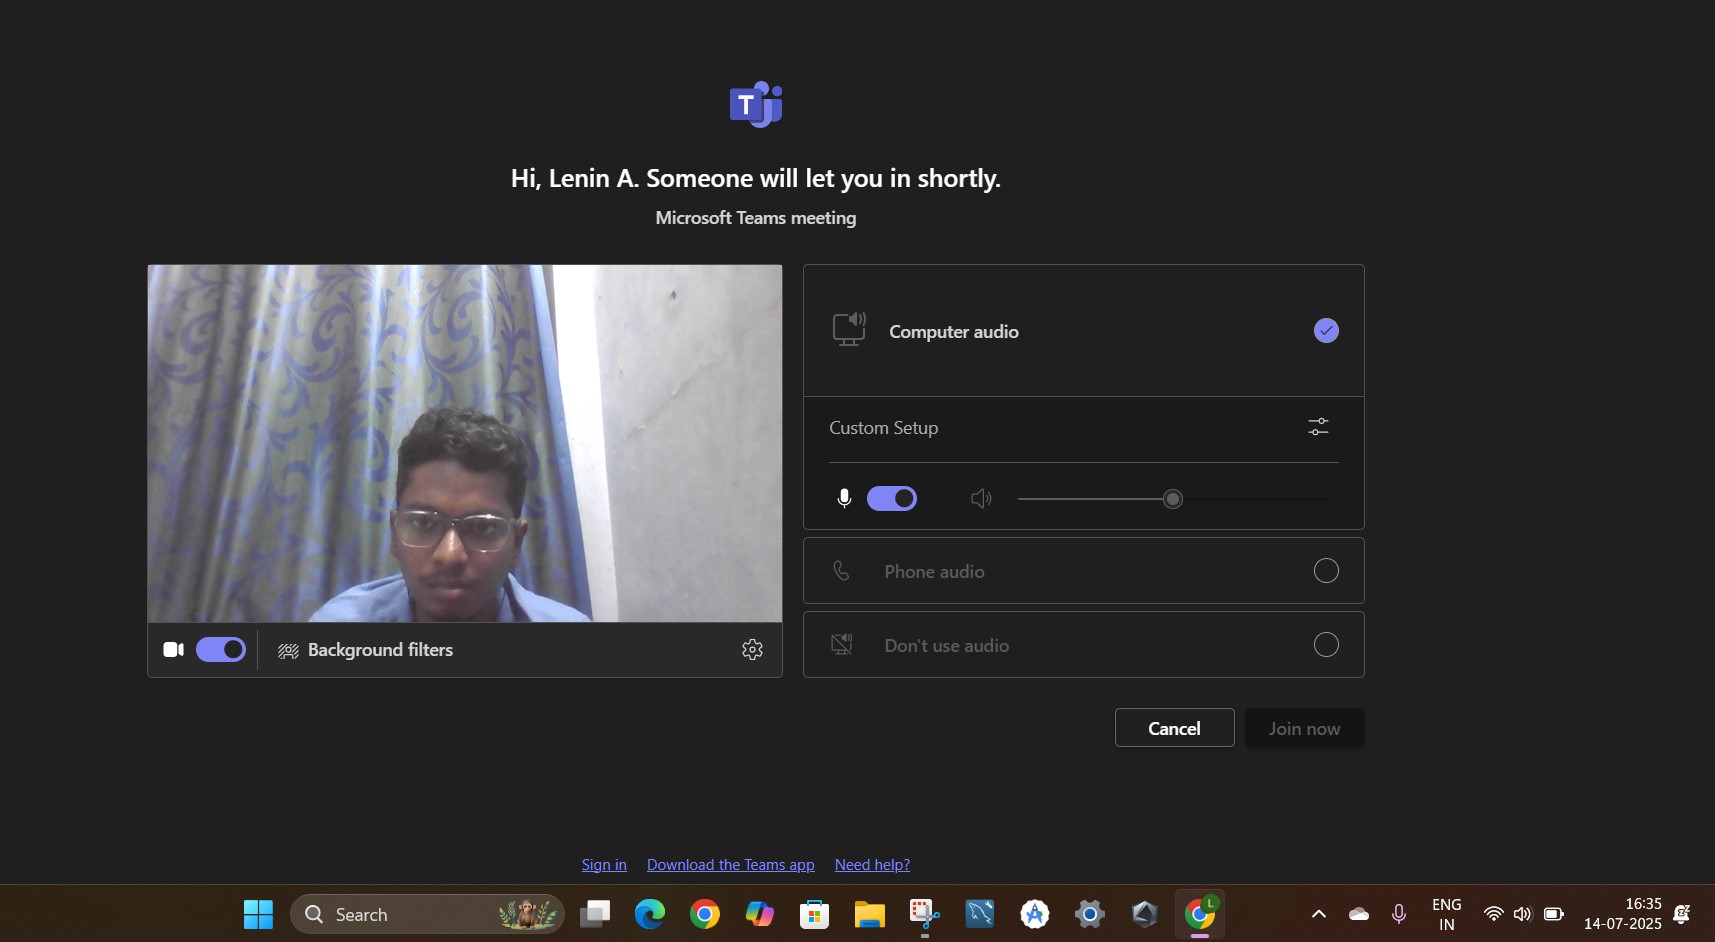 T
Hi, Lenin A. Someone will let you in shortly.
Microsoft Teams meeting
Computer audio
Custom Setup
Phone audio
Don't use audio
Background filters
Cancel
Join now
Sign in
Download the Teams app
Need help?
Search
L
ENG
IN
16:35
14-07-2025